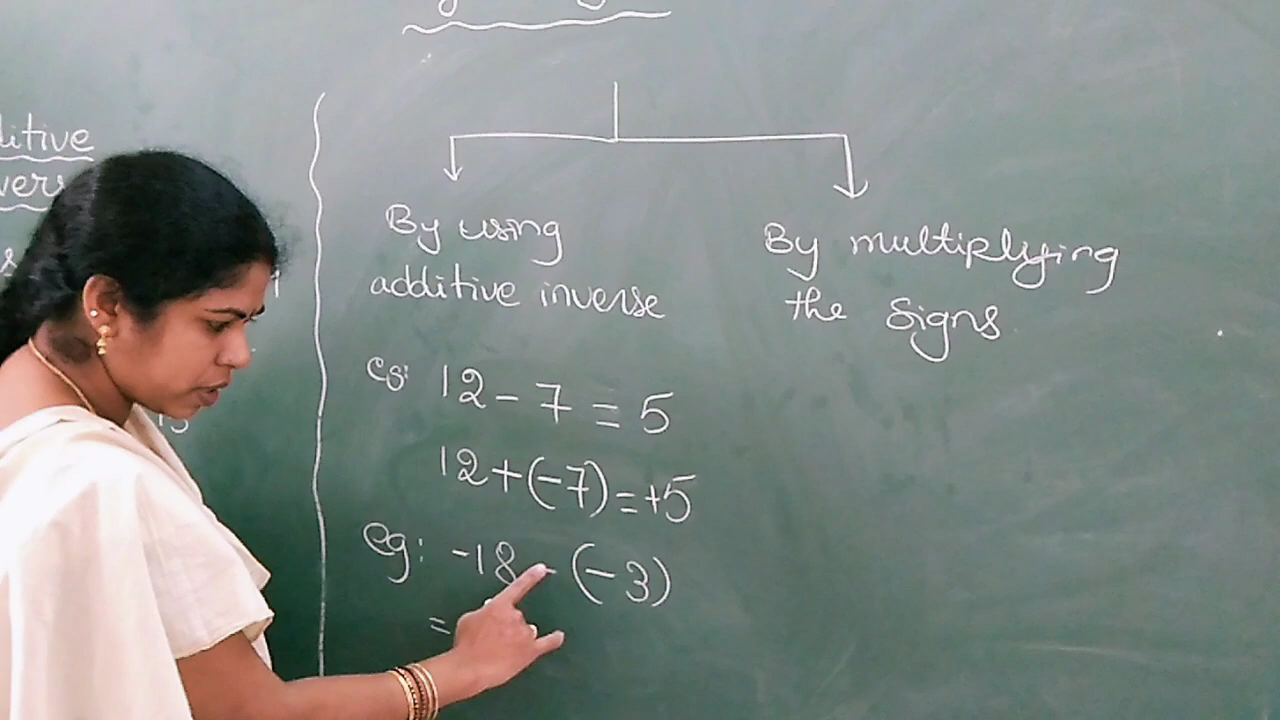 By using
additive inverse
By multiplying
the signs
eg: 12 - 7 = 5
12 + (-7) = +5
eg: -18 - (-3)
=